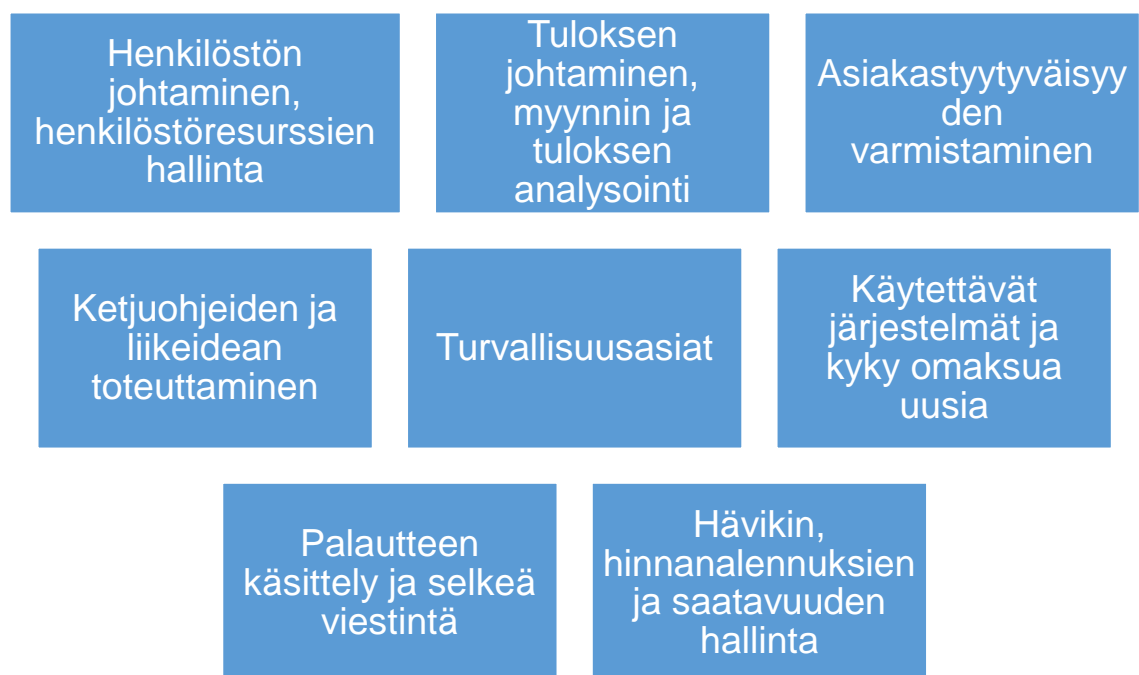 Henkilöstön
johtaminen,
henkilöstöresurssien
hallinta
Tuloksen
johtaminen,
myynnin ja
tuloksen
analysointi
Asiakastyytyväisyy
den
varmistaminen
Ketjuohjeiden ja
liikeidean
toteuttaminen
Turvallisuusasiat
Käytettävät
järjestelmät ja
kyky omaksua
uusia
Palautteen
käsittely ja selkeä
viestintä
Hävikin,
hinnanalennuksien
ja saatavuuden
hallinta